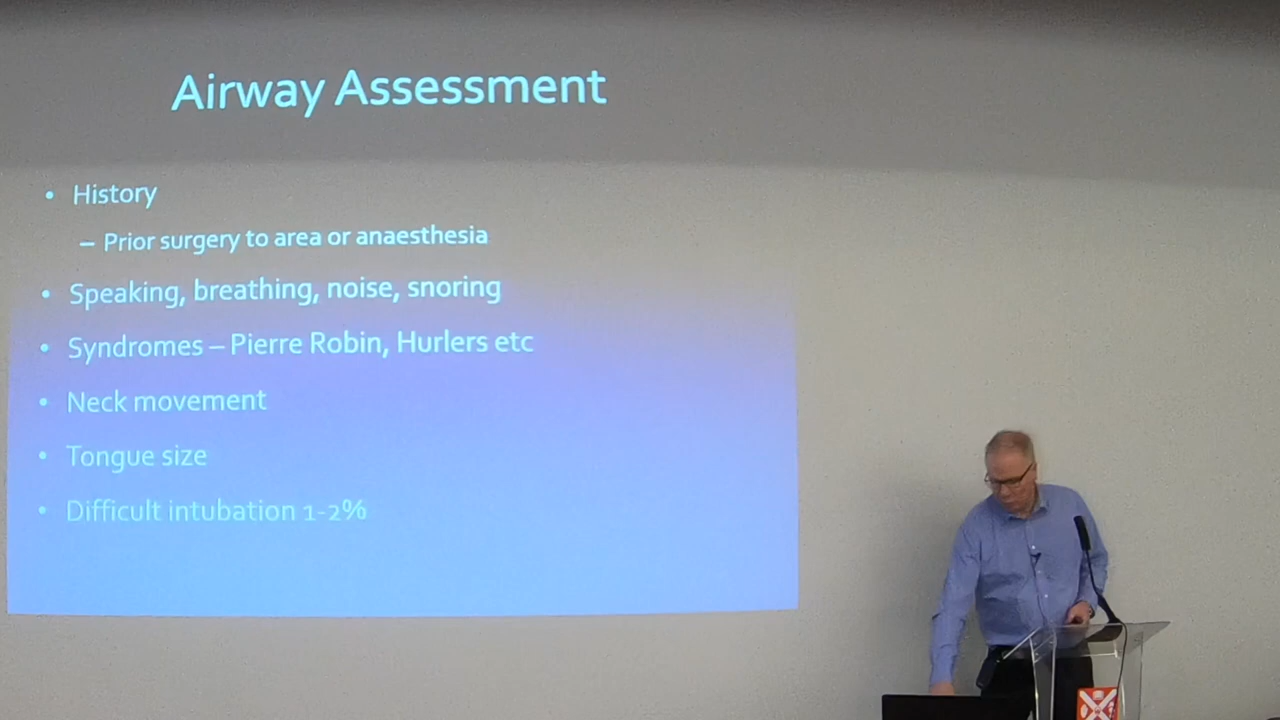 Airway Assessment
• History
– Prior surgery to area or anaesthesia
• Speaking, breathing, noise, snoring
• Syndromes – Pierre Robin, Hurlers etc
• Neck movement
• Tongue size
• Difficult intubation 1-2%